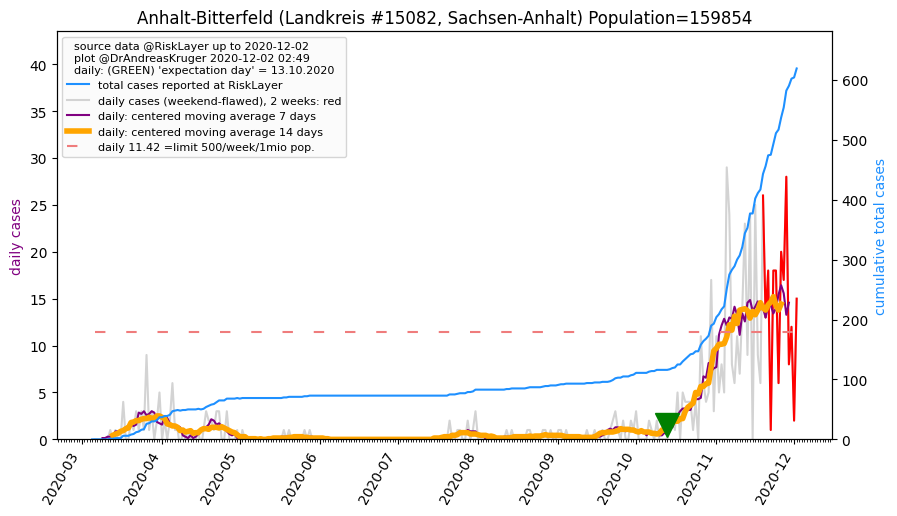 Anhalt-Bitterfeld (Landkreis #15082, Sachsen-Anhalt) Population=159854
source data @RiskLayer up to 2020-12-02
plot @DrAndreasKruger 2020-12-02 02:49
daily: (GREEN) 'expectation day' = 13.10.2020
total cases reported at RiskLayer
daily cases (weekend-flawed), 2 weeks: red
daily: centered moving average 7 days
daily: centered moving average 14 days
daily 11.42 =limit 500/week/1mio pop.
daily cases
40
35
30
25
20
15
10
5
0
cumulative total cases
600
500
400
300
200
100
0
2020-03
2020-04
2020-05
2020-06
2020-07
2020-08
2020-09
2020-10
2020-11
2020-12